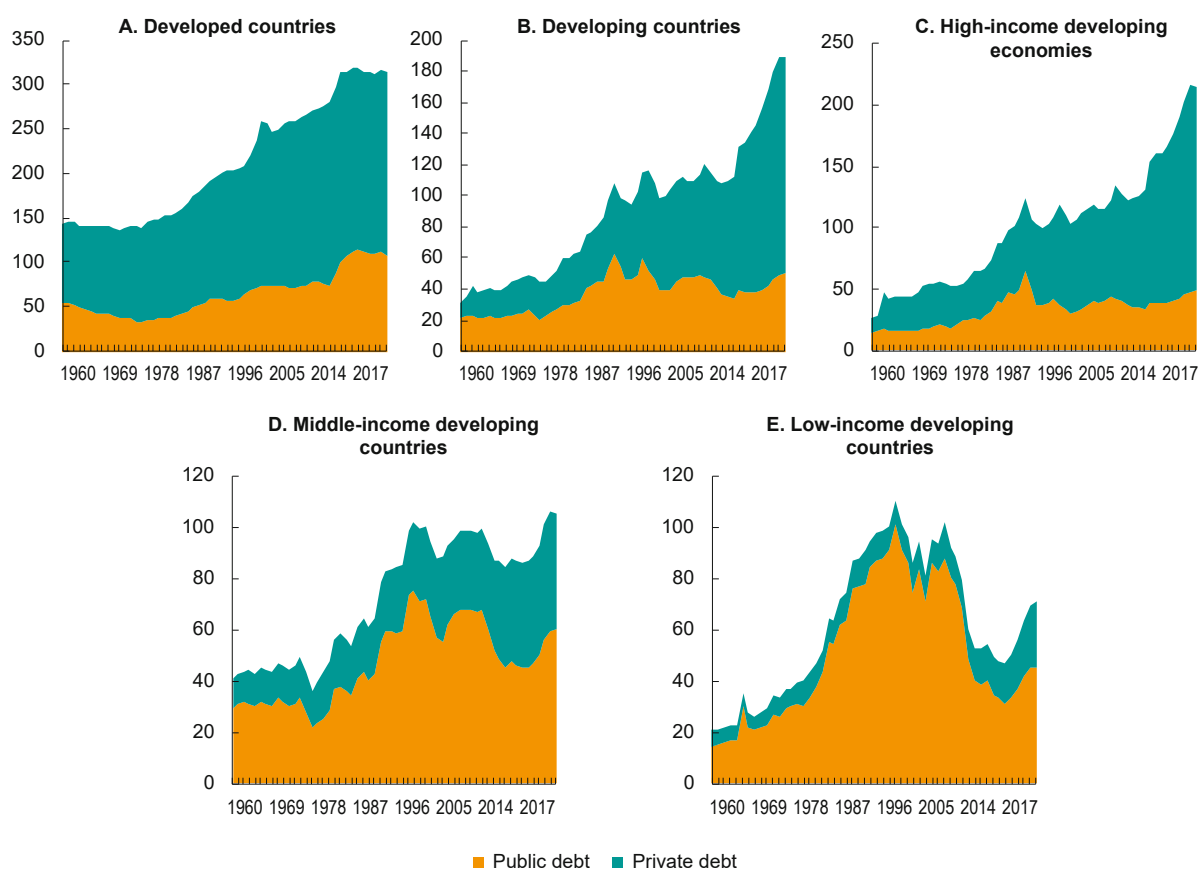 A. Developed countries
350
300
250
200
150
100
50
0
1960 1969 1978 1987 1996 2005 2014 2017
B. Developing countries
200
180
160
140
120
100
80
60
40
20
0
1960 1969 1978 1987 1996 2005 2014 2017
C. High-income developing
economies
250
200
150
100
50
0
1960 1969 1978 1987 1996 2005 2014 2017
D. Middle-income developing
countries
120
100
80
60
40
20
0
1960 1969 1978 1987 1996 2005 2014 2017
E. Low-income developing
countries
120
100
80
60
40
20
0
1960 1969 1978 1987 1996 2005 2014 2017
Public debt Private debt